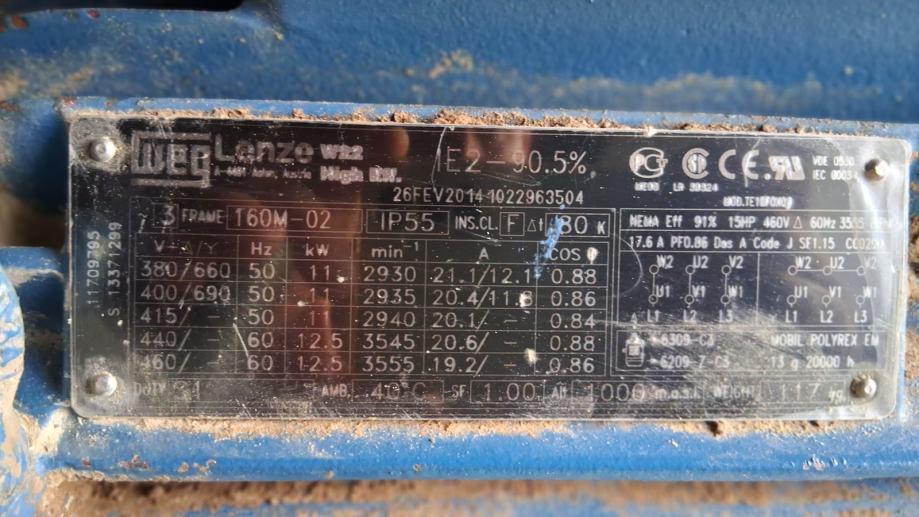 WEG Lenze W22
High Eff.
IE2-90.5%
VDE 0530
IEC 60034
26FEV2014 1022963504
3 FRAME 160M-02 IP55 INS.CL. F Δt 80 K
V Δ/Y Hz kW min⁻¹ A cos φ
380/660 50 11 2930 21.1/12.1 0.88
400/690 50 11 2935 20.4/11.8 0.86
415/- 50 11 2940 20.1/- 0.84
440/- 60 12.5 3545 20.6/- 0.88
460/- 60 12.5 3555 19.2/- 0.86
DUTY S1 AMB. 40°C SF 1.00 Alt 1000 m.a.s.l. WEIGHT 117
NEMA Eff 91% 15HP 460V Δ 60Hz
17.6 A Des A Code J SF1.15
W2 U2 V2 W2 U2 V2
U1 V1 W1 U1 V1 W1
L1 L2 L3 L1 L2 L3
6309-C3 MOBIL POLYREX EM
6209-Z-C3 13 g 20000 h
11709795